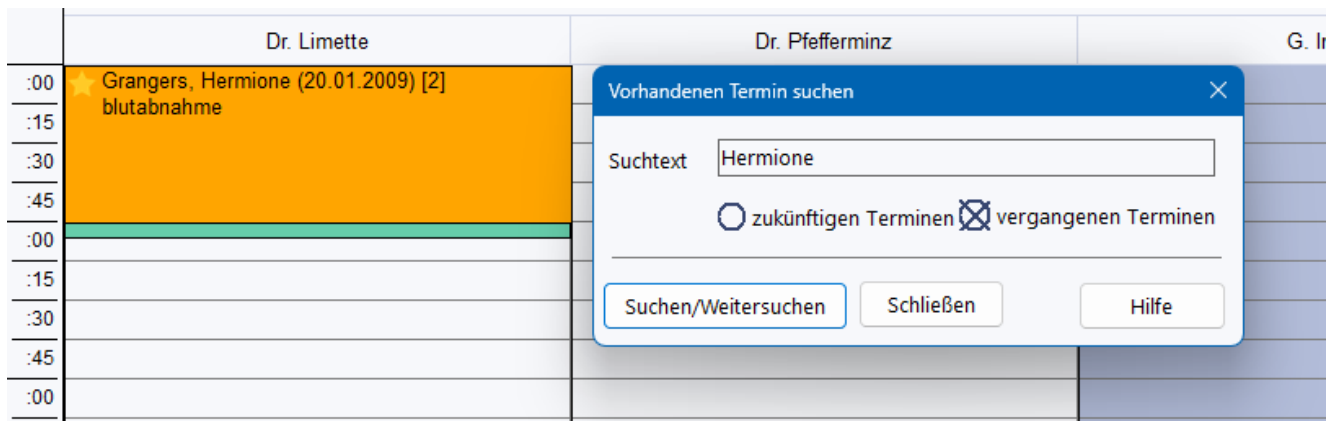 Dr. Limette
Dr. Pfefferminz
G. I
:00
Grangers, Hermione (20.01.2009) [2]
blutabnahme
:15
:30
:45
:00
:15
:30
:45
:00
Vorhandenen Termin suchen
Suchtext
Hermione
zukünftigen Terminen
vergangenen Terminen
Suchen/Weitersuchen
Schließen
Hilfe